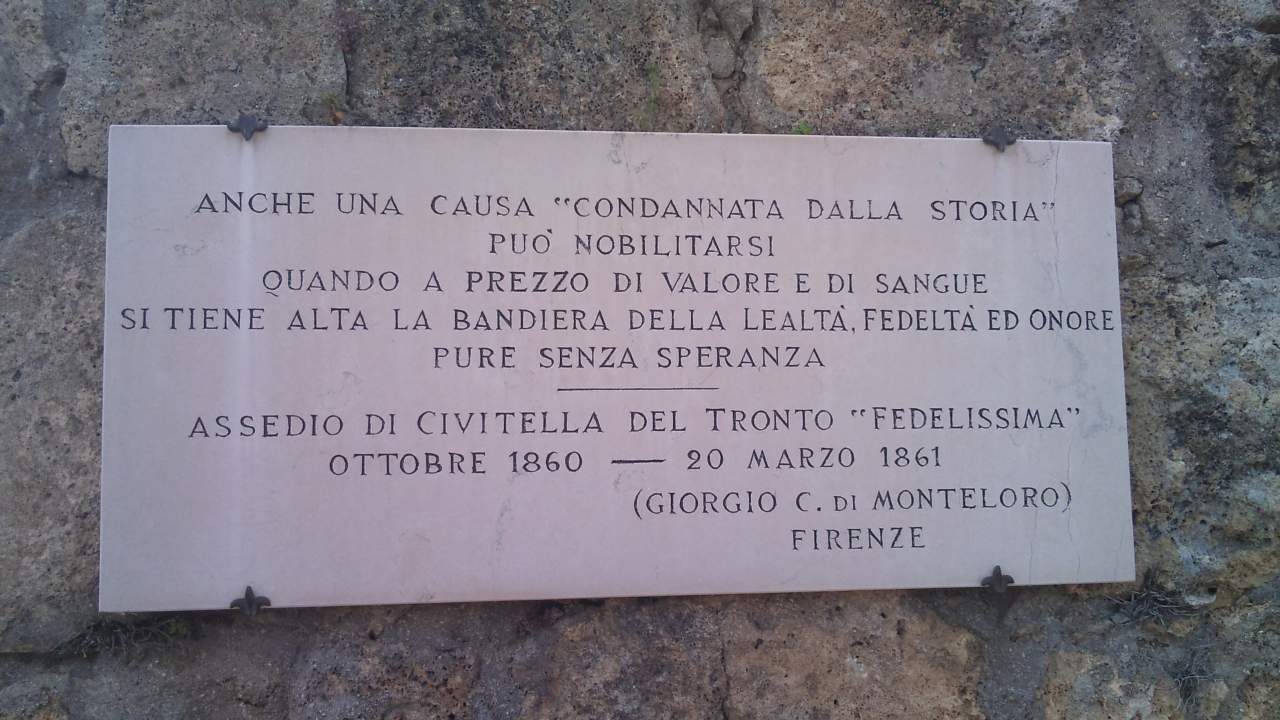 ANCHE UNA CAUSA "CONDANNATA DALLA STORIA"
PUÒ NOBILITARSI
QUANDO A PREZZO DI VALORE E DI SANGUE
SI TIENE ALTA LA BANDIERA DELLA LEALTÀ, FEDELTÀ ED ONORE
PURE SENZA SPERANZA
ASSEDIO DI CIVITELLA DEL TRONTO "FEDELISSIMA"
OTTOBRE 1860 — 20 MARZO 1861
(GIORGIO C. DI MONTELORO)
FIRENZE